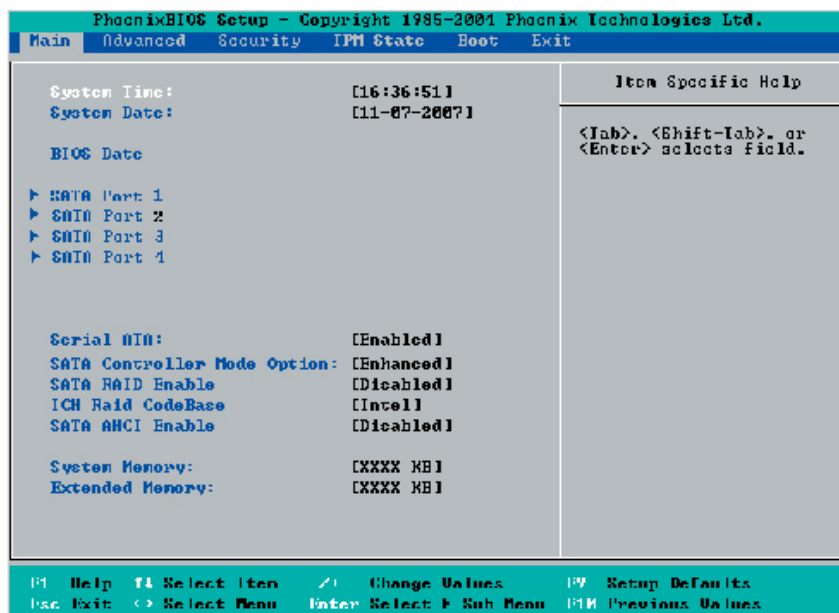 PhoenixBIOS Setup - Copyright 1985-2004 Phoenix Technologies Ltd.
Main Advanced Security IPM State Boot Exit
System Time: [16:36:51]
System Date: [11-07-2007]
BIOS Date
SATA Port 1
SATA Port 2
SATA Port 3
SATA Port 4
Serial ATA: [Enabled]
SATA Controller Mode Option: [Enhanced]
SATA RAID Enable [Disabled]
ICH Raid CodeBase [Intel]
SATA AHCI Enable [Disabled]
System Memory: [XXXX KB]
Extended Memory: [XXXX KB]
Item Specific Help
<Tab>, <Shift-Tab>, or
<Enter> selects field.
F1 Help ↑↓ Select Item -/+ Change Values F9 Setup Defaults
Esc Exit <> Select Menu Enter Select ▶ Sub Menu F10 Previous Values